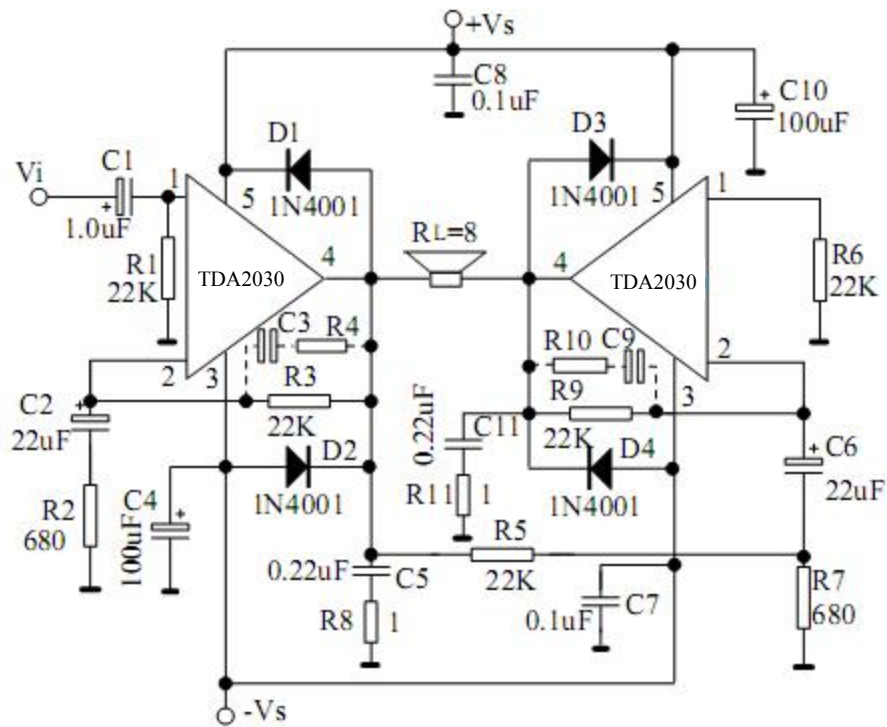 +Vs
C8
0.1uF
C10
+
100uF
D1
1N4001
D3
1N4001
Vi
C1
+
1.0uF
1
5
5
1
R1
22K
TDA2030
4
RL=8
4
TDA2030
R6
22K
C3
R4
R10
C9
2
3
R3
22K
R9
22K
3
2
C2
+
22uF
0.22uF
C11
D2
1N4001
D4
1N4001
C6
+
22uF
R2
680
C4
+
100uF
R11
1
R5
22K
0.22uF
C5
R8
1
0.1uF
C7
R7
680
-Vs